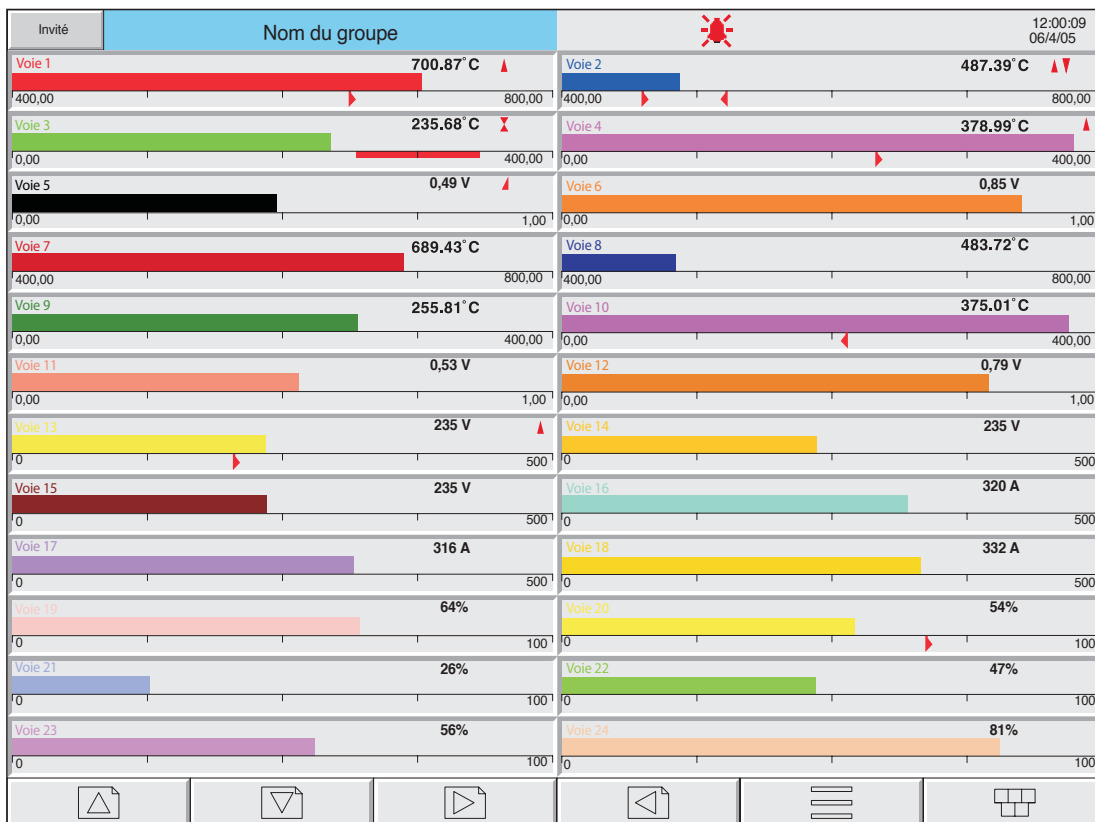 Invité
Nom du groupe
12:00:09
06/4/05
Voie 1
700.87°C
400,00
800,00
Voie 2
487.39°C
400,00
800,00
Voie 3
235.68°C
0,00
400,00
Voie 4
378.99°C
0,00
400,00
Voie 5
0,49 V
0,00
1,00
Voie 6
0,85 V
0,00
1,00
Voie 7
689.43°C
400,00
800,00
Voie 8
483.72°C
400,00
800,00
Voie 9
255.81°C
0,00
400,00
Voie 10
375.01°C
0,00
400,00
Voie 11
0,53 V
0,00
1,00
Voie 12
0,79 V
0,00
1,00
Voie 13
235 V
0
500
Voie 14
235 V
0
500
Voie 15
235 V
0
500
Voie 16
320 A
0
500
Voie 17
316 A
0
500
Voie 18
332 A
0
500
Voie 19
64%
0
100
Voie 20
54%
0
100
Voie 21
26%
0
100
Voie 22
47%
0
100
Voie 23
56%
0
100
Voie 24
81%
0
100